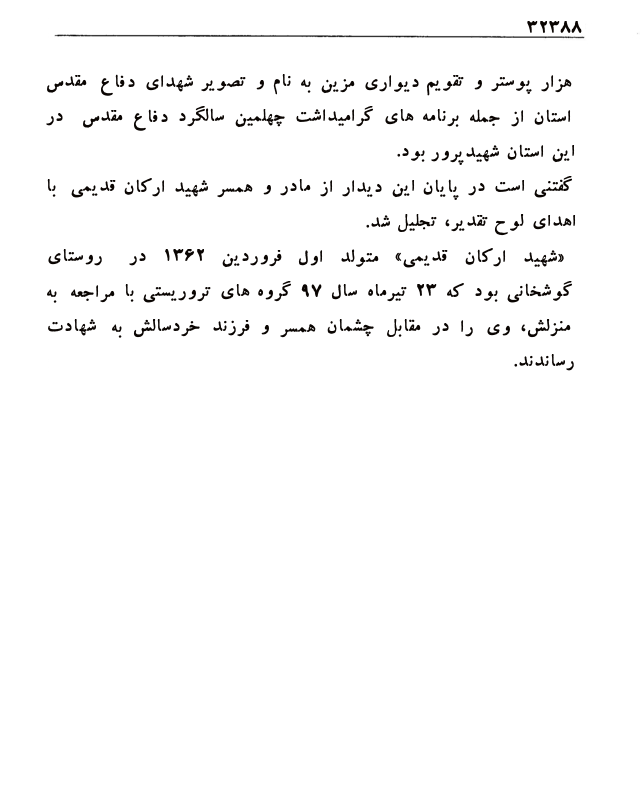 ۳۲۳۸۸
هزار پوستر و تقویم دیواری مزین به نام و تصویر شهدای دفاع مقدس
استان از جمله برنامه های گرامیداشت چهلمین سالگرد دفاع مقدس در
این استان شهیدپرور بود.
گفتنی است در پایان این دیدار از مادر و همسر شهید ارکان قدیمی با
اهدای لوح تقدیر، تجلیل شد.
«شهید ارکان قدیمی» متولد اول فروردین ۱۳۶۲ در روستای
گوشخانی بود که ۲۳ تیرماه سال ۹۷ گروه های تروریستی با مراجعه به
منزلش، وی را در مقابل چشمان همسر و فرزند خردسالش به شهادت
رساندند.